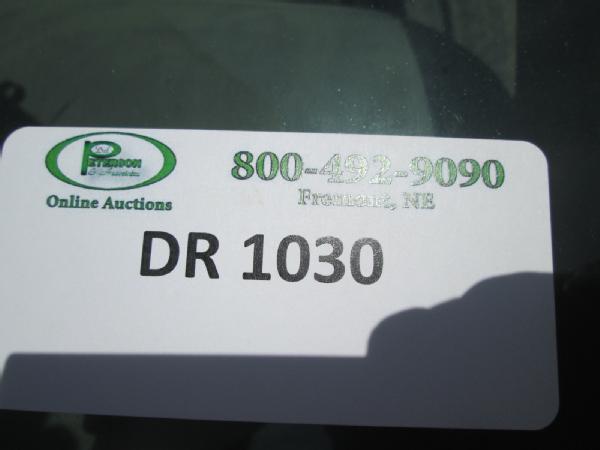 PETERSON
Online Auctions
800-492-9090
Fremont, NE
DR 1030